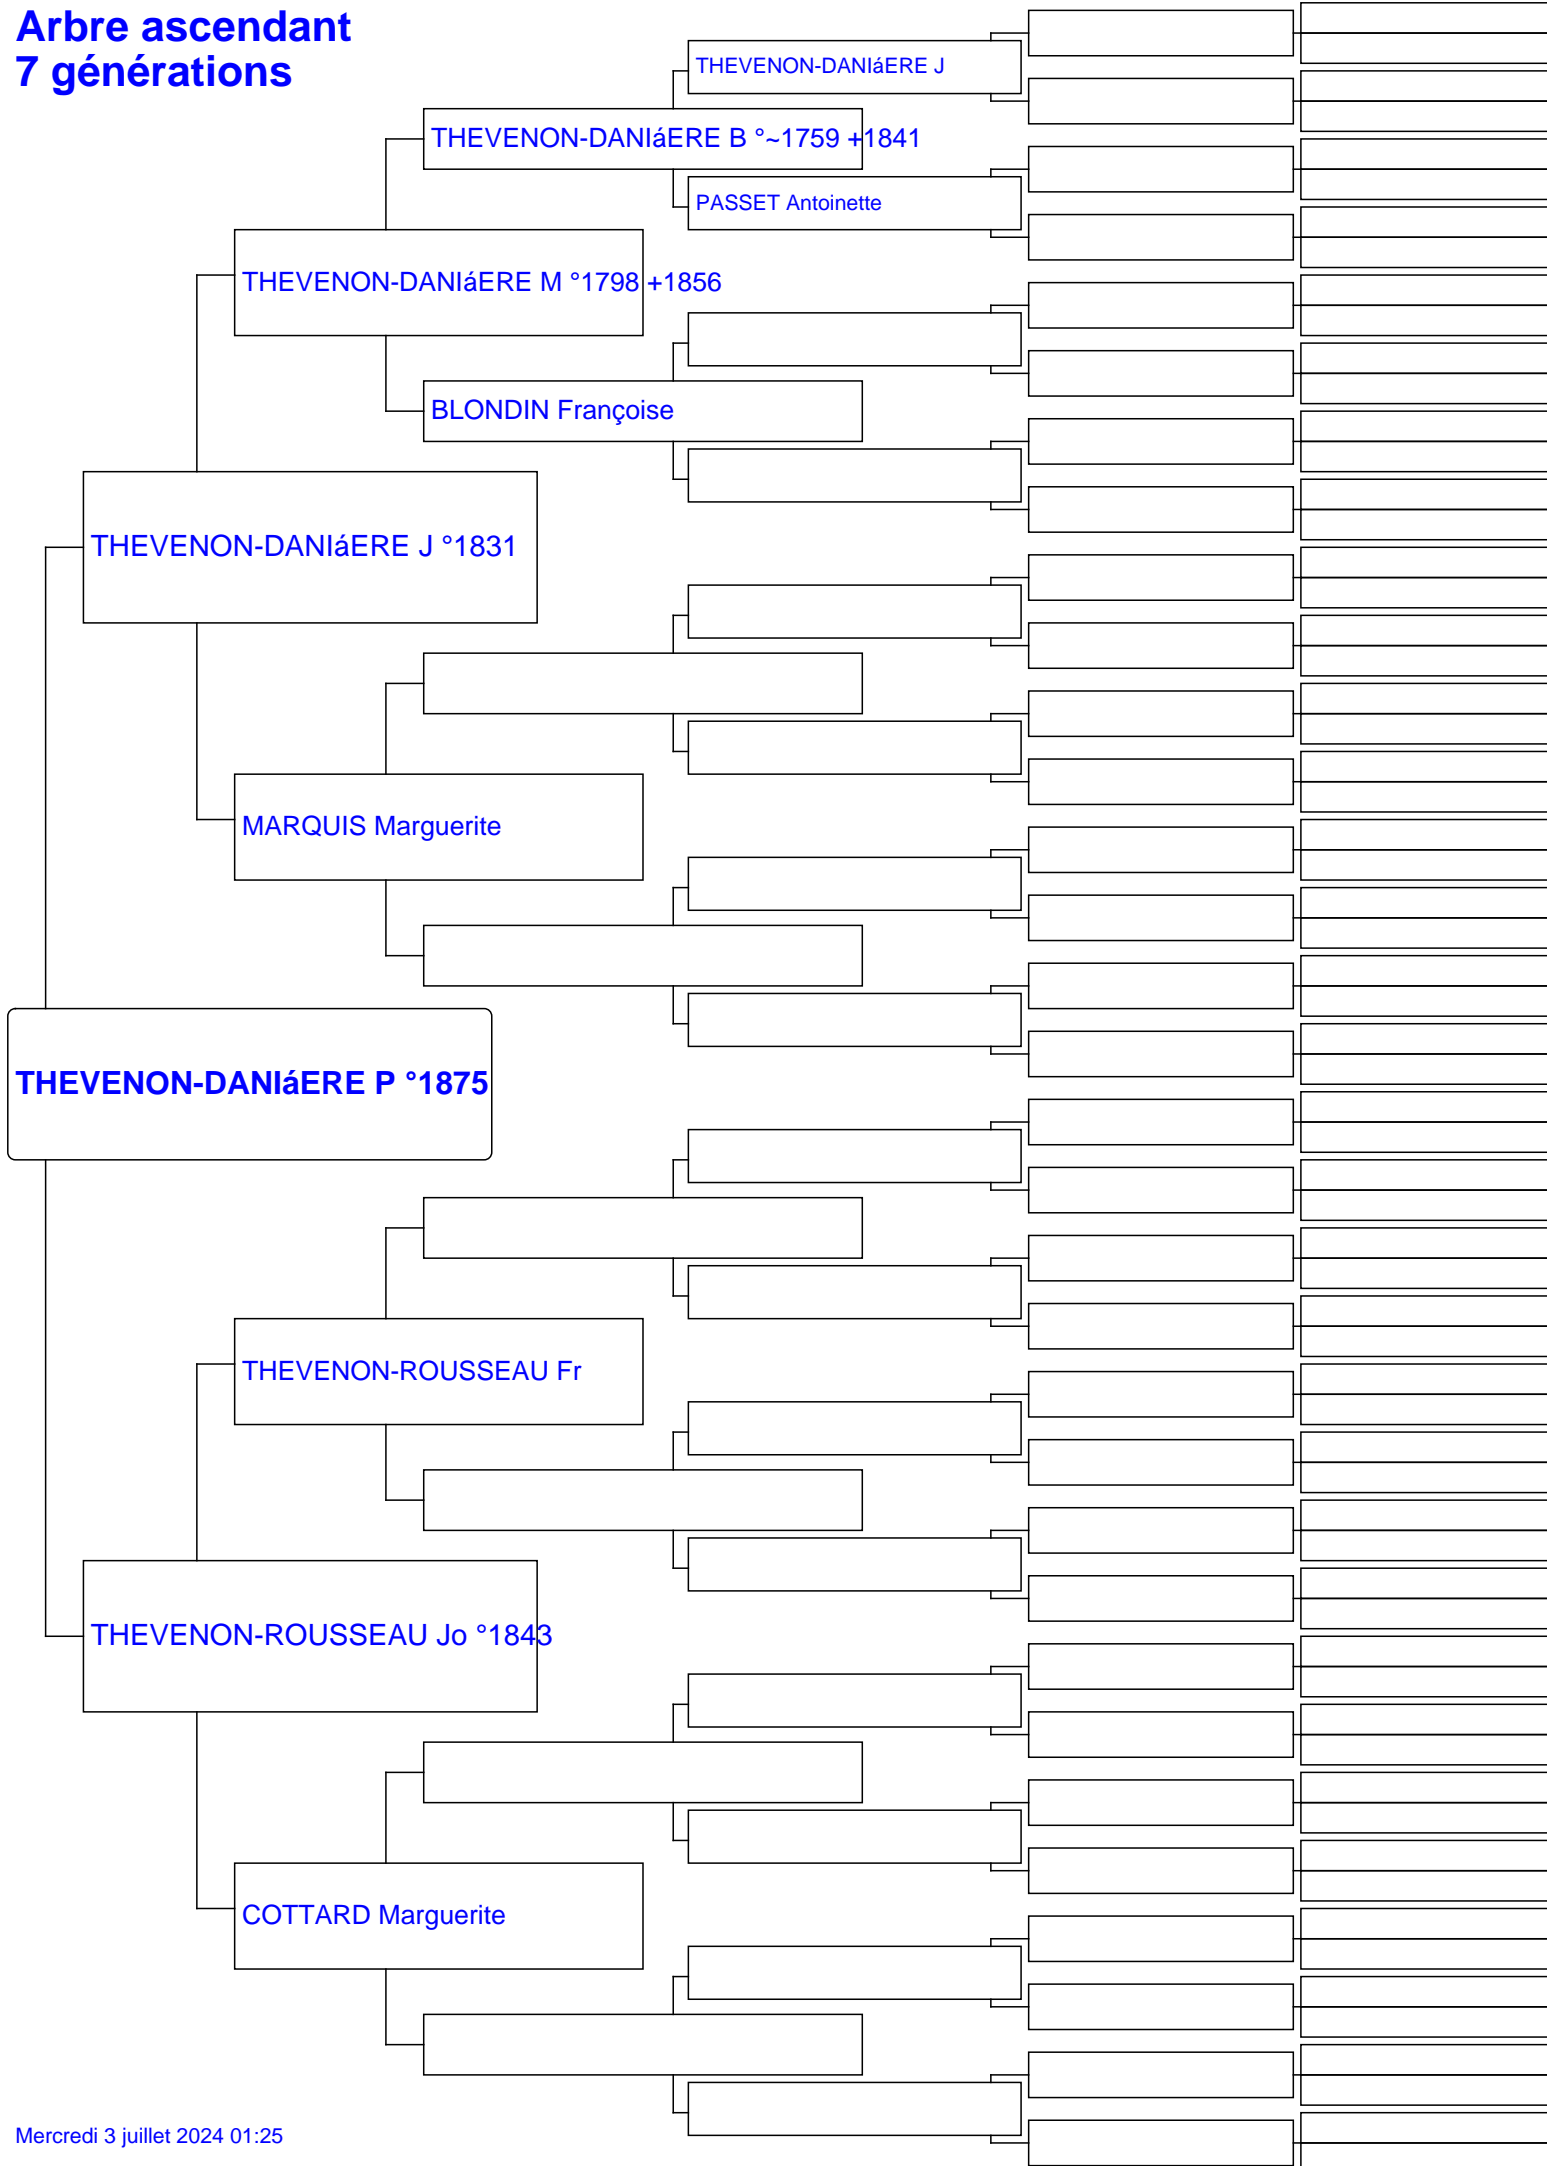 Arbre ascendant
7 générations
THEVENON-DANIáERE J
THEVENON-DANIáERE B °~1759 +1841
PASSET Antoinette
THEVENON-DANIáERE M °1798 +1856
BLONDIN Françoise
THEVENON-DANIáERE J °1831
MARQUIS Marguerite
THEVENON-DANIáERE P °1875
THEVENON-ROUSSEAU Fr
THEVENON-ROUSSEAU Jo °1843
COTTARD Marguerite
Mercredi 3 juillet 2024 01:25